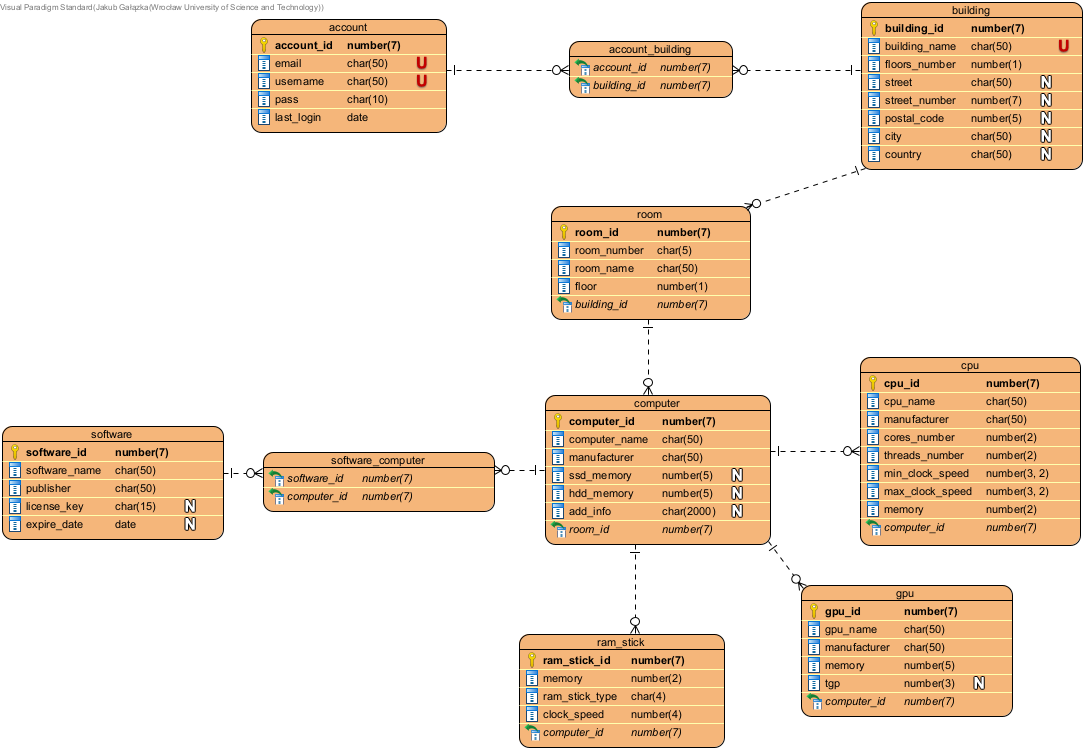 Visual Paradigm Standard(Jakub Gałązka(Wrocław University of Science and Technology))
account
account_id number(7)
email char(50) U
username char(50) U
pass char(10)
last_login date
account_building
account_id number(7)
building_id number(7)
building
building_id number(7)
building_name char(50) U
floors_number number(1)
street char(50) N
street_number number(7) N
postal_code number(5) N
city char(50) N
country char(50) N
room
room_id number(7)
room_number char(5)
room_name char(50)
floor number(1)
building_id number(7)
computer
computer_id number(7)
computer_name char(50)
manufacturer char(50)
ssd_memory number(5) N
hdd_memory number(5) N
add_info char(2000) N
room_id number(7)
cpu
cpu_id number(7)
cpu_name char(50)
manufacturer char(50)
cores_number number(2)
threads_number number(2)
min_clock_speed number(3, 2)
max_clock_speed number(3, 2)
memory number(2)
computer_id number(7)
software
software_id number(7)
software_name char(50)
publisher char(50)
license_key char(15) N
expire_date date N
software_computer
software_id number(7)
computer_id number(7)
gpu
gpu_id number(7)
gpu_name char(50)
manufacturer char(50)
memory number(5)
tgp number(3) N
computer_id number(7)
ram_stick
ram_stick_id number(7)
memory number(2)
ram_stick_type char(4)
clock_speed number(4)
computer_id number(7)